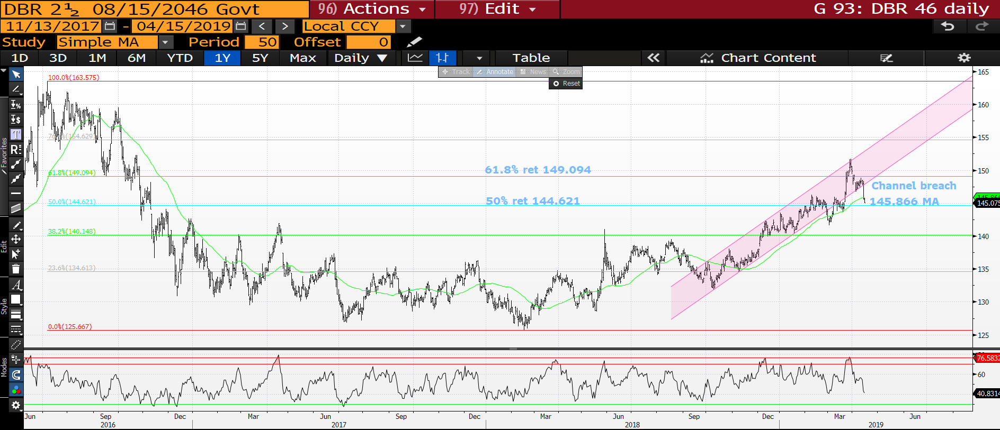 DBR 2½ 08/15/2046 Govt
96) Actions
97) Edit
G 93: DBR 46 daily
11/13/2017 - 04/15/2019 < > Local CCY
Study Simple MA Period 50 Offset 0
1D 3D 1M 6M YTD 1Y 5Y Max Daily ▼ Table « Chart Content
Track Annotate News Zoom
Reset
Favorites
Edit
Style
Modes
%
$
T
R
A
100.0%(163.575)
(154.629)
61.8%(149.094)
50.0%(144.621)
38.2%(140.148)
23.6%(134.613)
0.0%(125.667)
61.8% ret 149.094
50% ret 144.621
Channel breach
145.866 MA
165
160
155
150
145.075
140
135
130
125
76.5832
60
40.8314
Jun Sep Dec Mar Jun Sep Dec Mar Jun Sep Dec Mar Jun
2016 2017 2018 2019